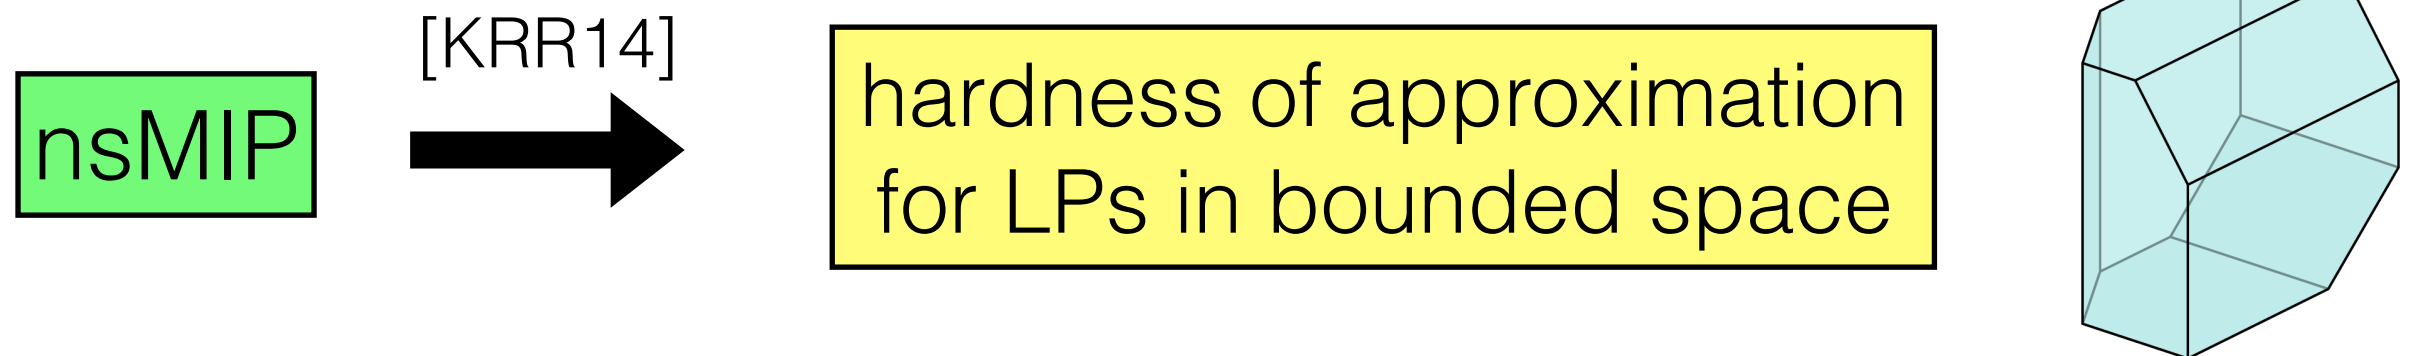 [KRR14]
nsMIP
hardness of approximation
for LPs in bounded space